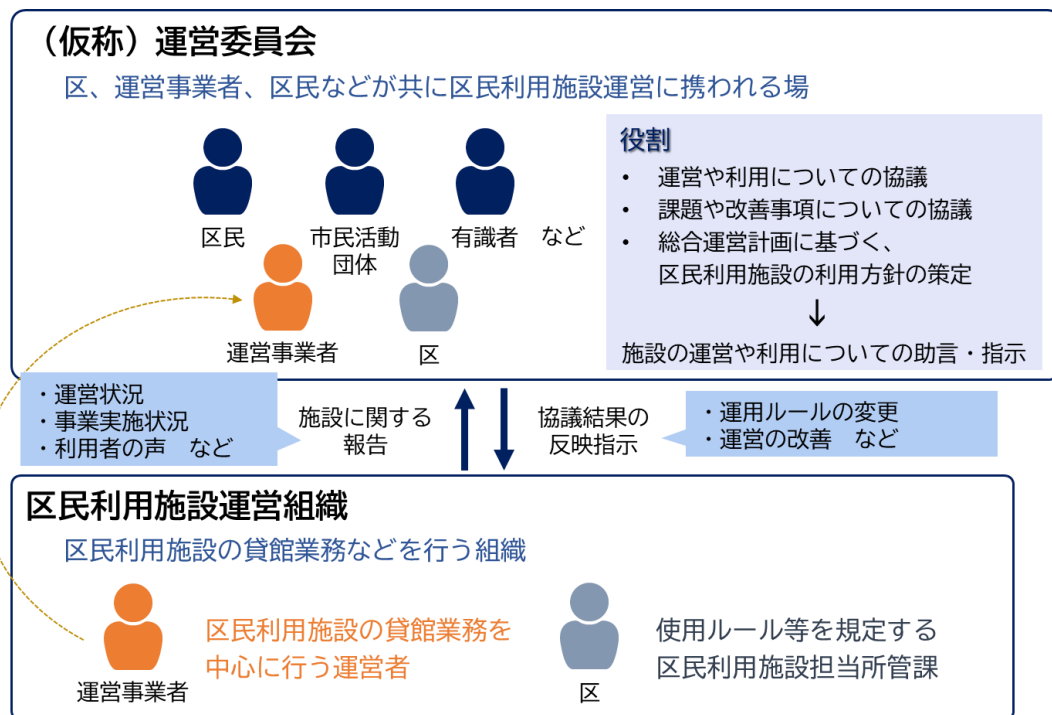 （仮称）運営委員会
区、運営事業者、区民などが共に区民利用施設運営に携われる場
区民
市民活動
団体
有識者　など
運営事業者
区
役割
• 運営や利用についての協議
• 課題や改善事項についての協議
• 総合運営計画に基づく、
区民利用施設の利用方針の策定
↓
施設の運営や利用についての助言・指示
・運営状況
・事業実施状況
・利用者の声　など
施設に関する
報告
協議結果の
反映指示
・運用ルールの変更
・運営の改善　など
区民利用施設運営組織
区民利用施設の貸館業務などを行う組織
運営事業者
区民利用施設の貸館業務を
中心に行う運営者
区
使用ルール等を規定する
区民利用施設担当所管課